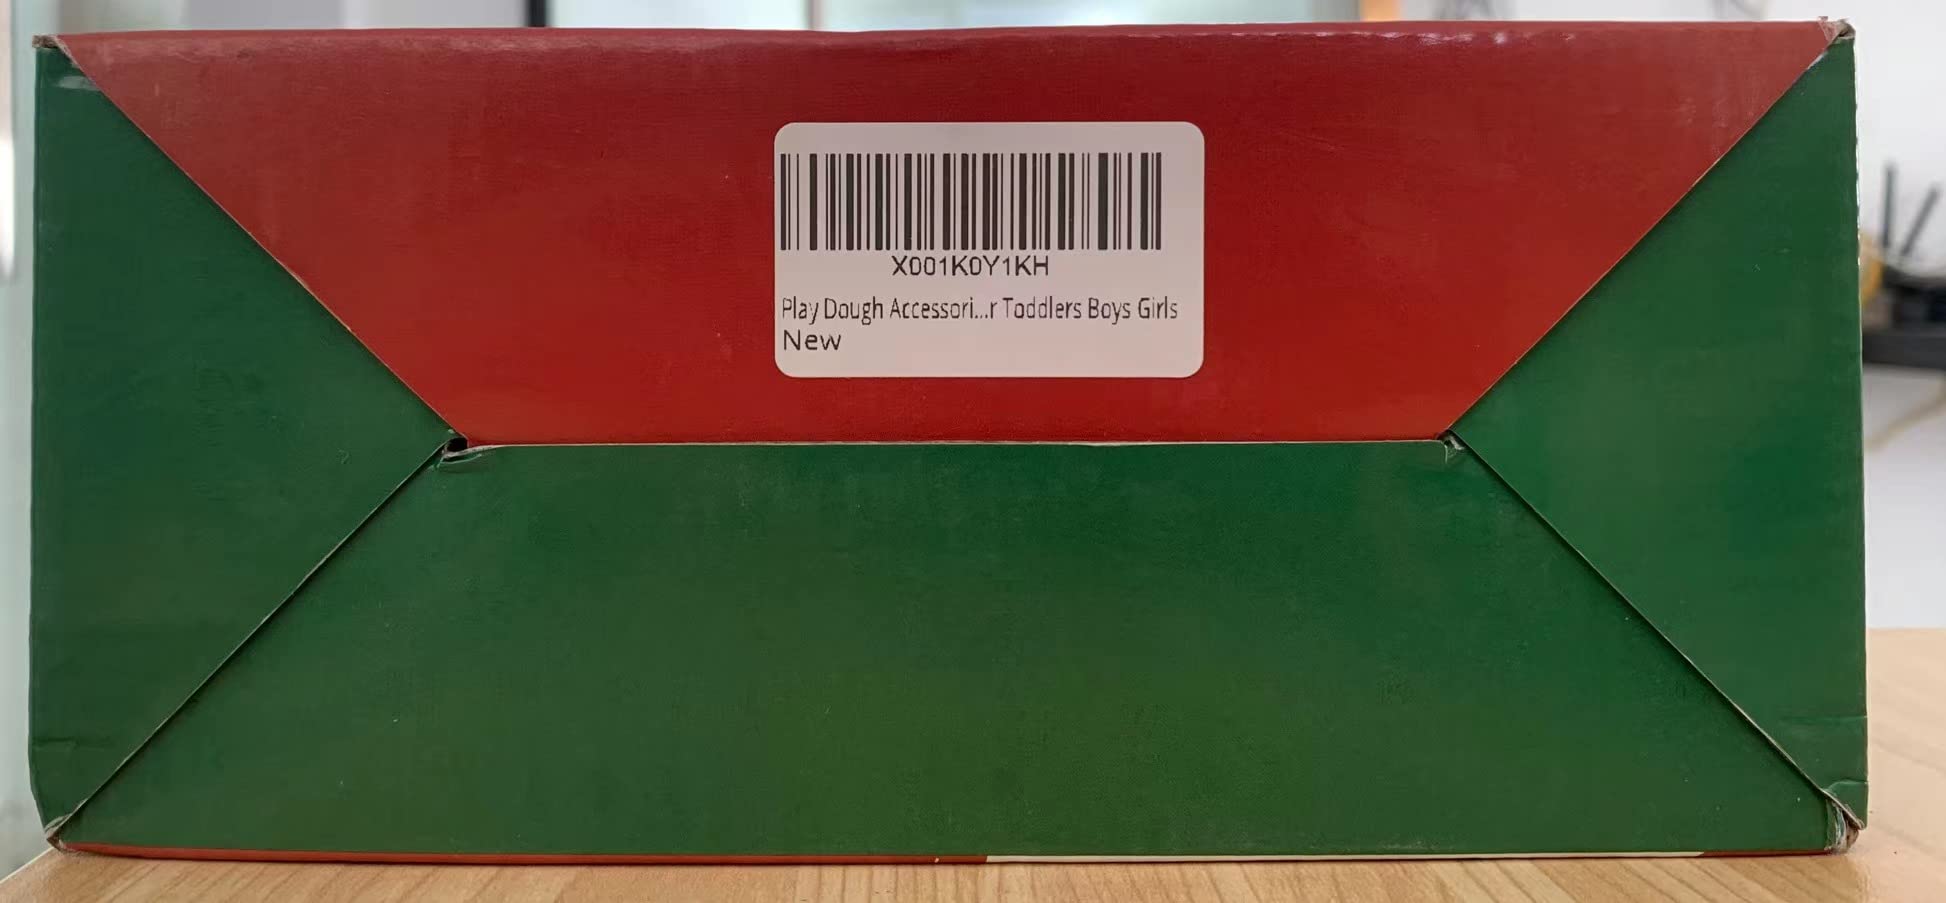 X001K0Y1KH
Play Dough Accessori...r Toddlers Boys Girls
New